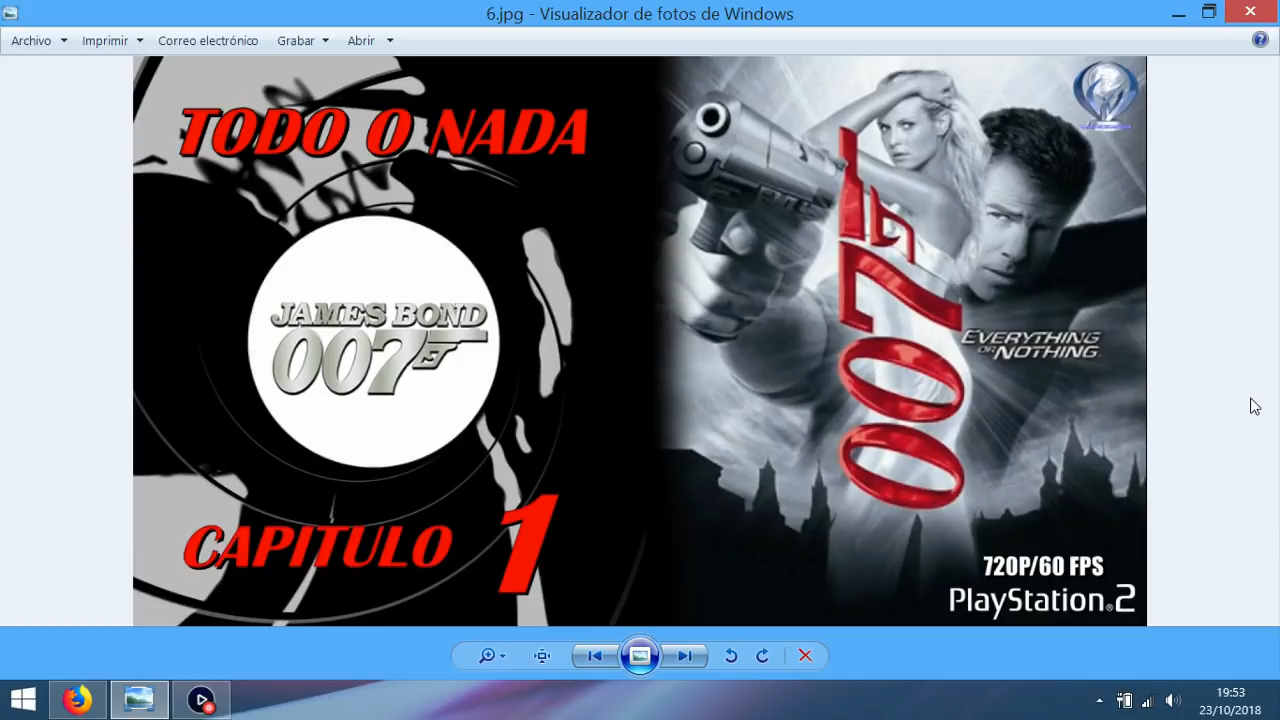 6.jpg - Visualizador de fotos de Windows
Archivo Imprimir Correo electrónico Grabar Abrir
TODO O NADA
JAMES BOND
007
CAPITULO 1
007
EVERYTHING
OR NOTHING
720P/60 FPS
PlayStation®2
19:53
23/10/2018